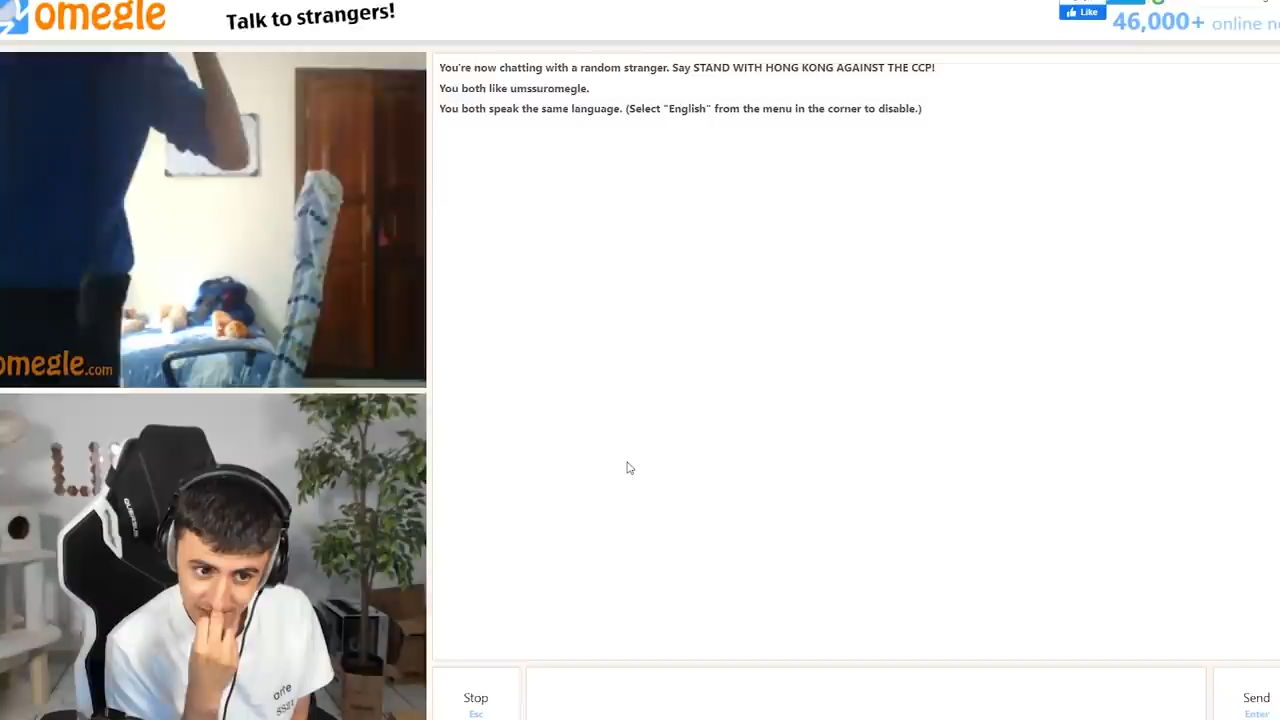 omegle
Talk to strangers!
Like
46,000+ online
You're now chatting with a random stranger. Say STAND WITH HONG KONG AGAINST THE CCP!
You both like umssuromegle.
You both speak the same language. (Select "English" from the menu in the corner to disable.)
omegle.com
arte
Stop
Esc
Send
Enter